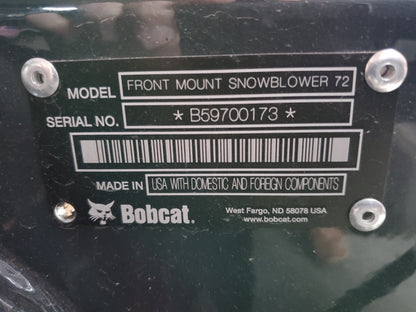 MODEL FRONT MOUNT SNOWBLOWER 72
SERIAL NO. * B59700173 *
MADE IN USA WITH DOMESTIC AND FOREIGN COMPONENTS
Bobcat.
West Fargo, ND 58078 USA
www.bobcat.com